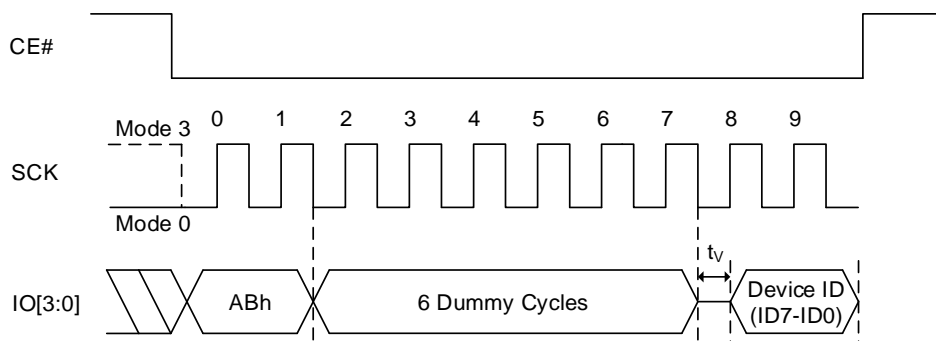 CE#
0 1 2 3 4 5 6 7 8 9
Mode 3
SCK
Mode 0
tV
IO[3:0] ABh 6 Dummy Cycles Device ID
(ID7-ID0)